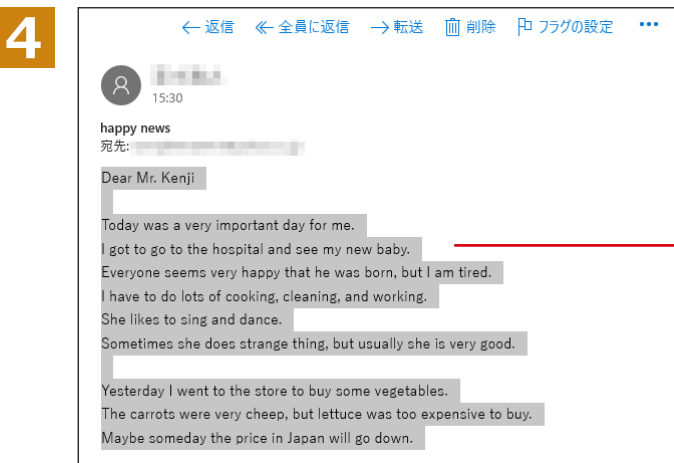 4
返信 全員に返信 転送 削除 フラグの設定 •••
15:30
happy news
宛先:
Dear Mr. Kenji
Today was a very important day for me.
I got to go to the hospital and see my new baby.
Everyone seems very happy that he was born, but I am tired.
I have to do lots of cooking, cleaning, and working.
She likes to sing and dance.
Sometimes she does strange thing, but usually she is very good.
Yesterday I went to the store to buy some vegetables.
The carrots were very cheep, but lettuce was too expensive to buy.
Maybe someday the price in Japan will go down.